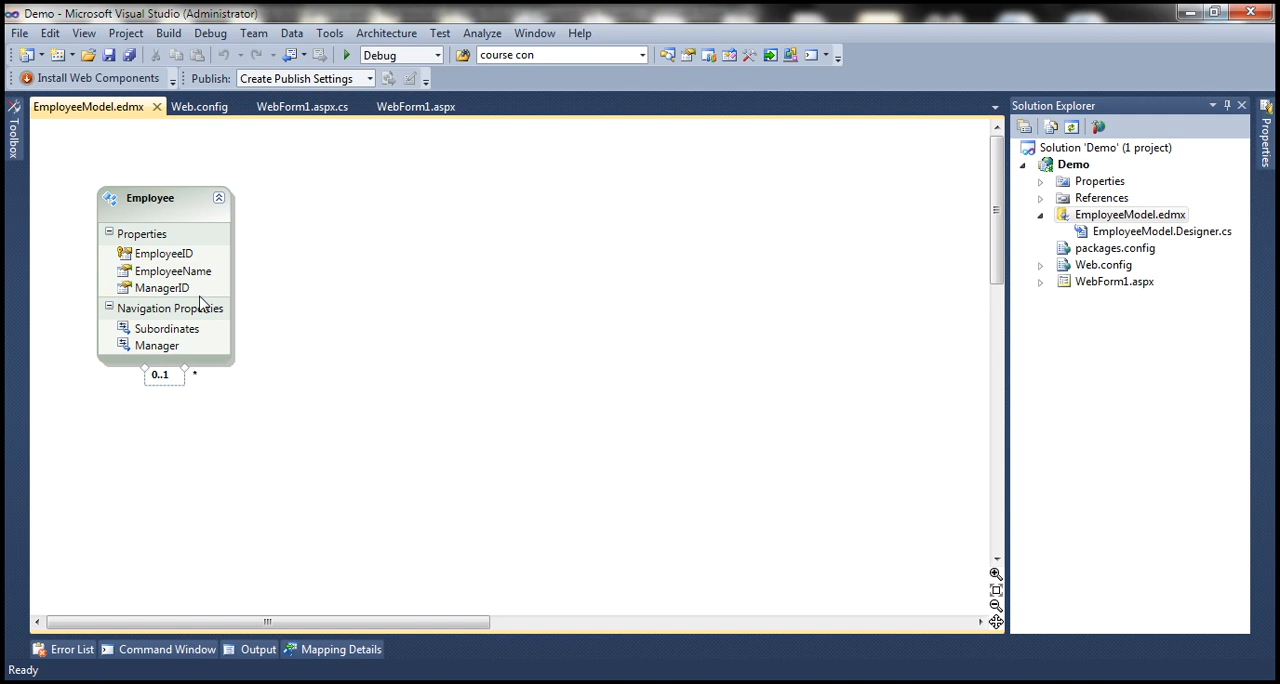 Demo - Microsoft Visual Studio (Administrator)
File Edit View Project Build Debug Team Data Tools Architecture Test Analyze Window Help
Debug course con
Install Web Components Publish: Create Publish Settings
EmployeeModel.edmx Web.config WebForm1.aspx.cs WebForm1.aspx
Toolbox
Employee
Properties
EmployeeID
EmployeeName
ManagerID
Navigation Properties
Subordinates
Manager
0..1 *
Solution Explorer
Solution 'Demo' (1 project)
Demo
Properties
References
EmployeeModel.edmx
EmployeeModel.Designer.cs
packages.config
Web.config
WebForm1.aspx
Properties
Error List Command Window Output Mapping Details
Ready